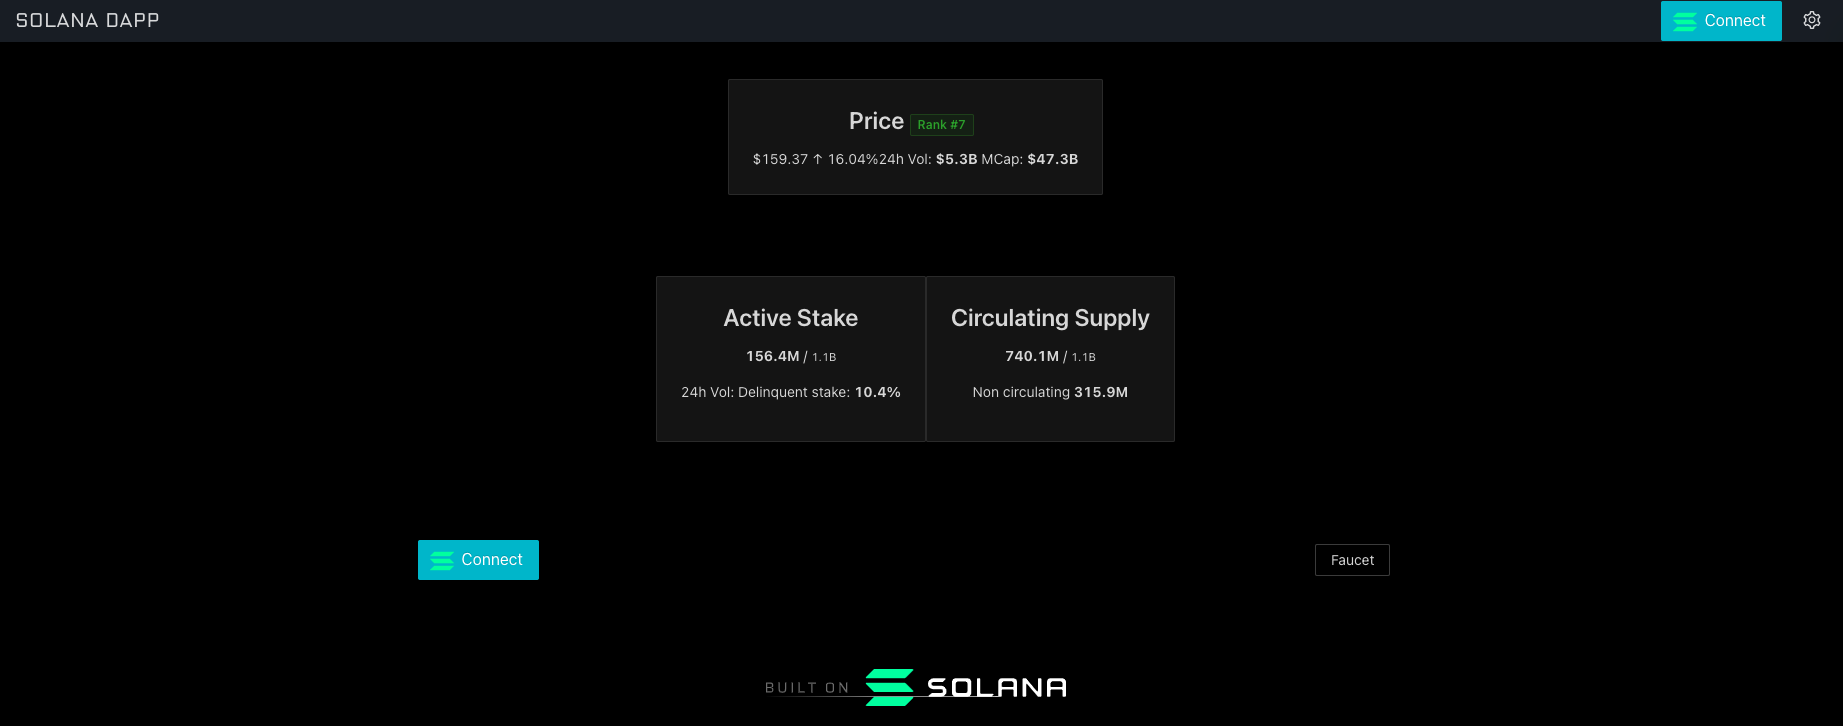 SOLANA DAPP
Connect
Price Rank #7
$159.37 ↑ 16.04%24h Vol: $5.3B MCap: $47.3B
Active Stake
156.4M / 1.1B
24h Vol: Delinquent stake: 10.4%
Circulating Supply
740.1M / 1.1B
Non circulating 315.9M
Connect
Faucet
BUILT ON SOLANA